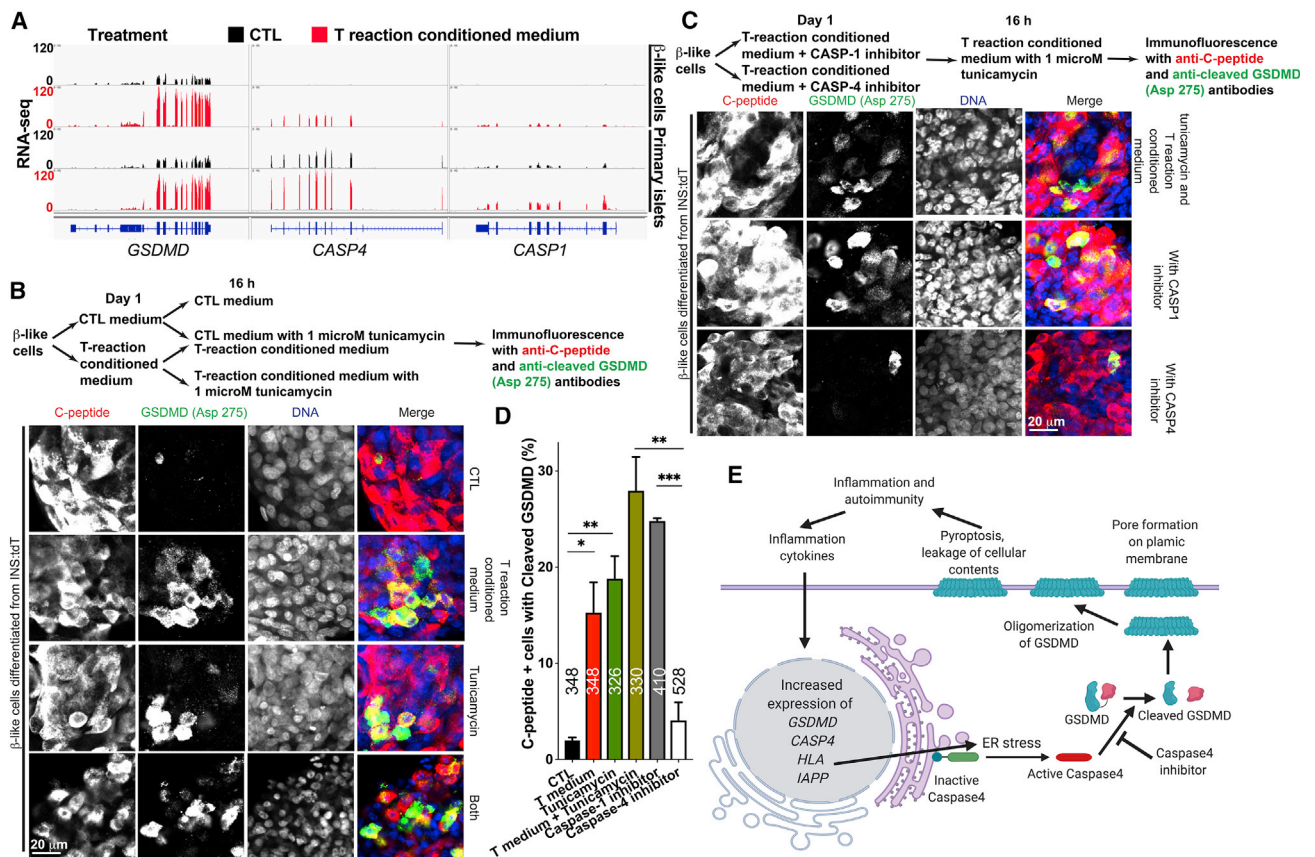 A
Treatment
CTL
T reaction conditioned medium
120
0
120
0
120
0
120
0
RNA-seq
β-like cells
Primary islets
GSDMD
CASP4
CASP1
B
Day 1
16 h
β-like
cells
CTL medium
T-reaction
conditioned
medium
CTL medium
CTL medium with 1 microM tunicamycin
T-reaction conditioned medium
T-reaction conditioned medium with
1 microM tunicamycin
Immunofluorescence
with anti-C-peptide
and anti-cleaved GSDMD
(Asp 275) antibodies
C-peptide
GSDMD (Asp 275)
DNA
Merge
β-like cells differentiated from INS:tdT
CTL
T reaction
conditioned
medium
Tunicamycin
Both
20 µm
C
Day 1
16 h
β-like
cells
T-reaction conditioned
medium + CASP-1 inhibitor
T-reaction conditioned
medium + CASP-4 inhibitor
T reaction conditioned
medium with 1 microM
tunicamycin
Immunofluorescence
with anti-C-peptide
and anti-cleaved GSDMD
(Asp 275) antibodies
C-peptide
GSDMD (Asp 275)
DNA
Merge
β-like cells differentiated from INS:tdT
tunicamycin and
T reaction
conditioned
medium
With CASP1
inhibitor
With CASP4
inhibitor
20 µm
D
C-peptide + cells with Cleaved GSDMD (%)
30
20
10
0
**
***
**
*
348
348
326
330
410
528
CTL
T medium
Tunicamycin
T medium + Tunicamycin
Caspase-1 inhibitor
Caspase-4 inhibitor
E
Inflammation and
autoimmunity
Inflammation
cytokines
Pyroptosis,
leakage of cellular
contents
Pore formation
on plamic
membrane
Oligomerization
of GSDMD
Increased
expression of
GSDMD
CASP4
HLA
IAPP
ER stress
GSDMD
Cleaved GSDMD
Inactive
Caspase4
Active Caspase4
Caspase4
inhibitor